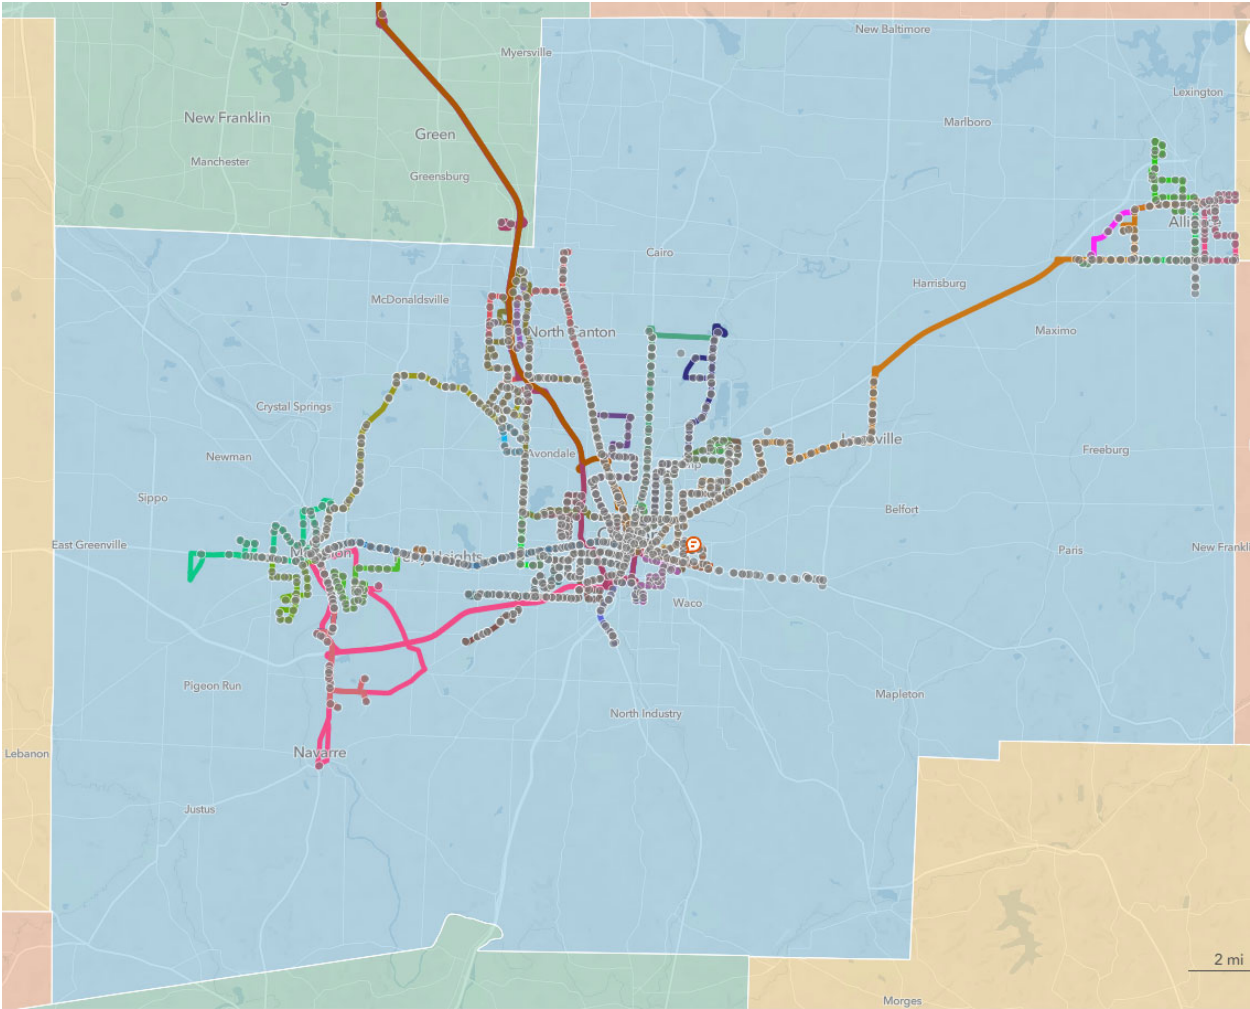 New Baltimore
Myersville
Lexington
New Franklin
Marlboro
Green
Manchester
Greensburg
Cairo
Harrisburg
McDonaldsville
North Canton
Maximo
Crystal Springs
Avondale
Freeburg
Newman
Sippo
Belfort
East Greenville
Paris
Waco
Pigeon Run
Mapleton
North Industry
Navarre
Lebanon
Justus
2 mi
Morges